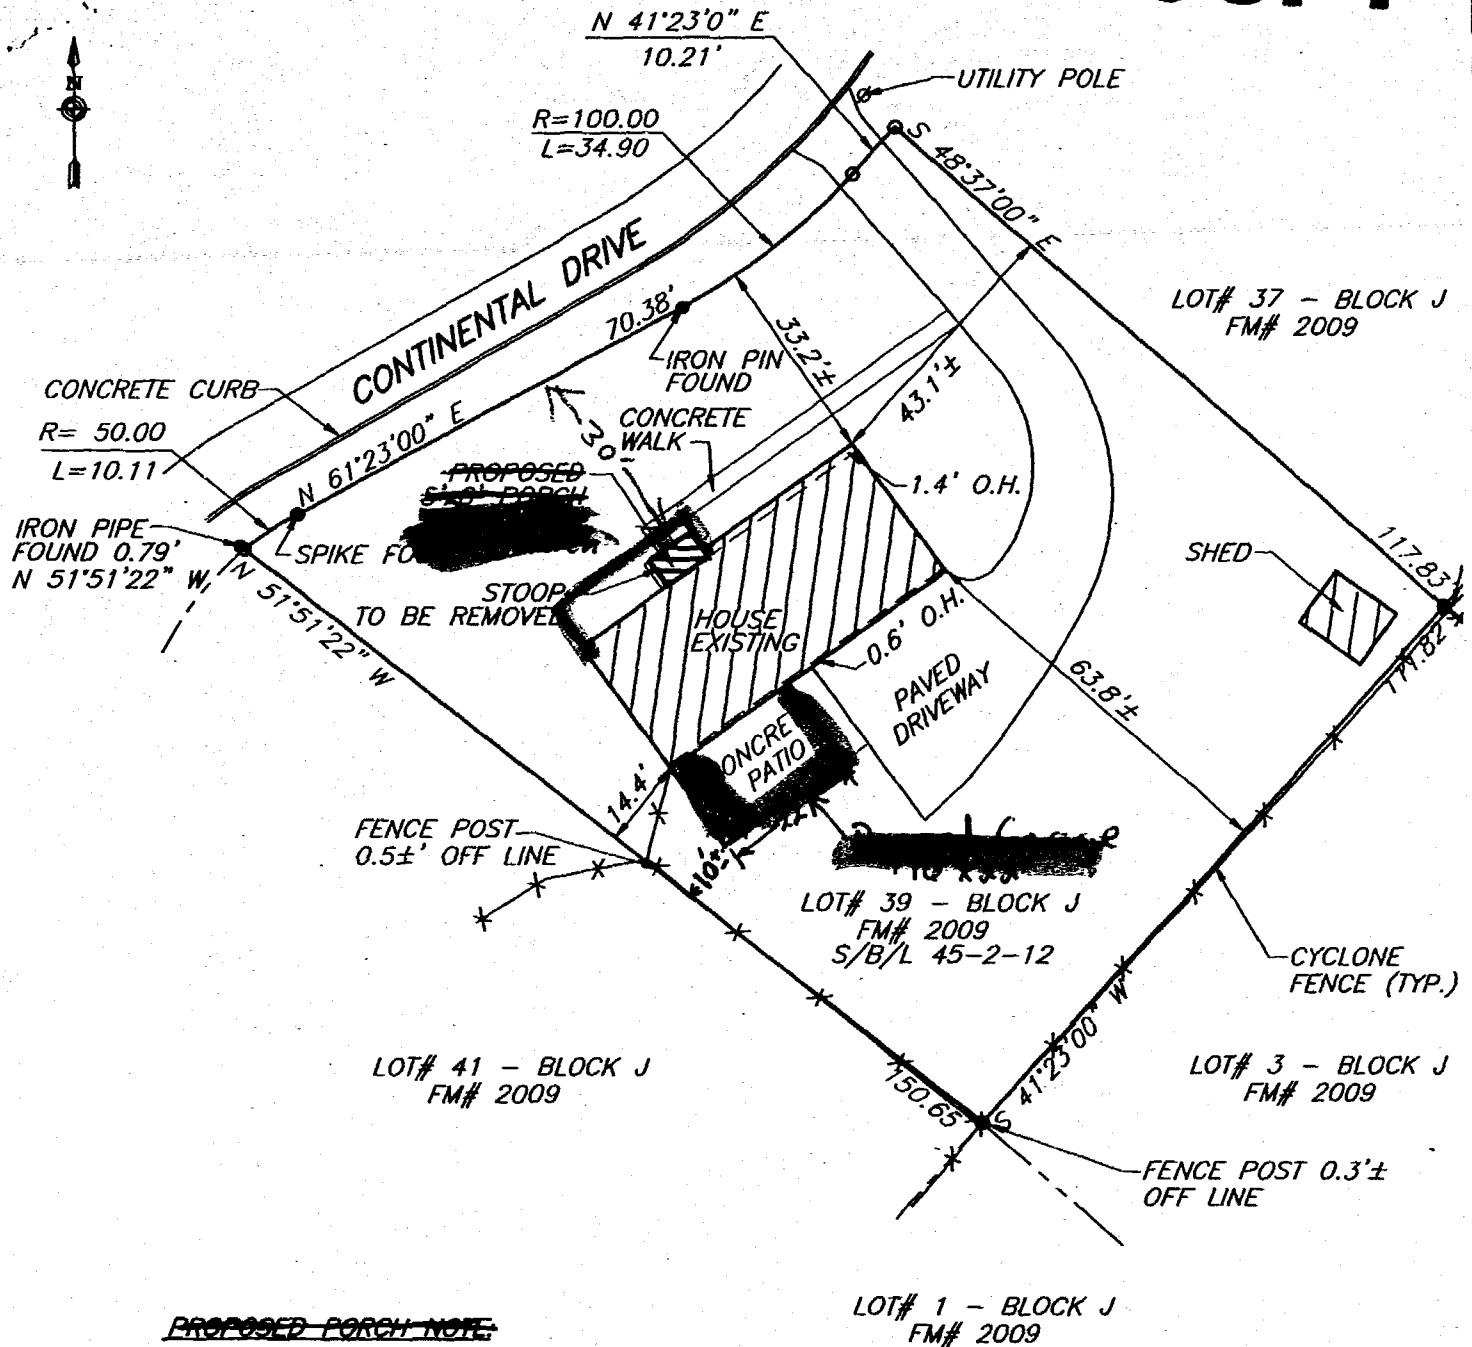 N 41°23'0" E
10.21'
UTILITY POLE
N
R=100.00
L=34.90
S 48°37'00" E
CONTINENTAL DRIVE
LOT# 37 - BLOCK J
FM# 2009
70.38'
33.2'±
IRON PIN
FOUND
43.1'±
CONCRETE CURB
R= 50.00
L=10.11
N 61°23'00" E
30'
CONCRETE
WALK
PROPOSED
PORCH
1.4' O.H.
IRON PIPE
FOUND 0.79'
N 51°51'22" W
SPIKE FO
117.83'
SHED
STOOP
TO BE REMOVED
N 51°51'22" W
HOUSE
EXISTING
0.6' O.H.
PAVED
DRIVEWAY
63.8'±
171.82'
ONCRE
PATIO
14.4'
FENCE POST
0.5±' OFF LINE
10'±
LOT# 39 - BLOCK J
FM# 2009
S/B/L 45-2-12
CYCLONE
FENCE (TYP.)
S 41°23'00" W
LOT# 41 - BLOCK J
FM# 2009
150.65'
LOT# 3 - BLOCK J
FM# 2009
FENCE POST 0.3'±
OFF LINE
LOT# 1 - BLOCK J
FM# 2009
PROPOSED PORCH NOTE: